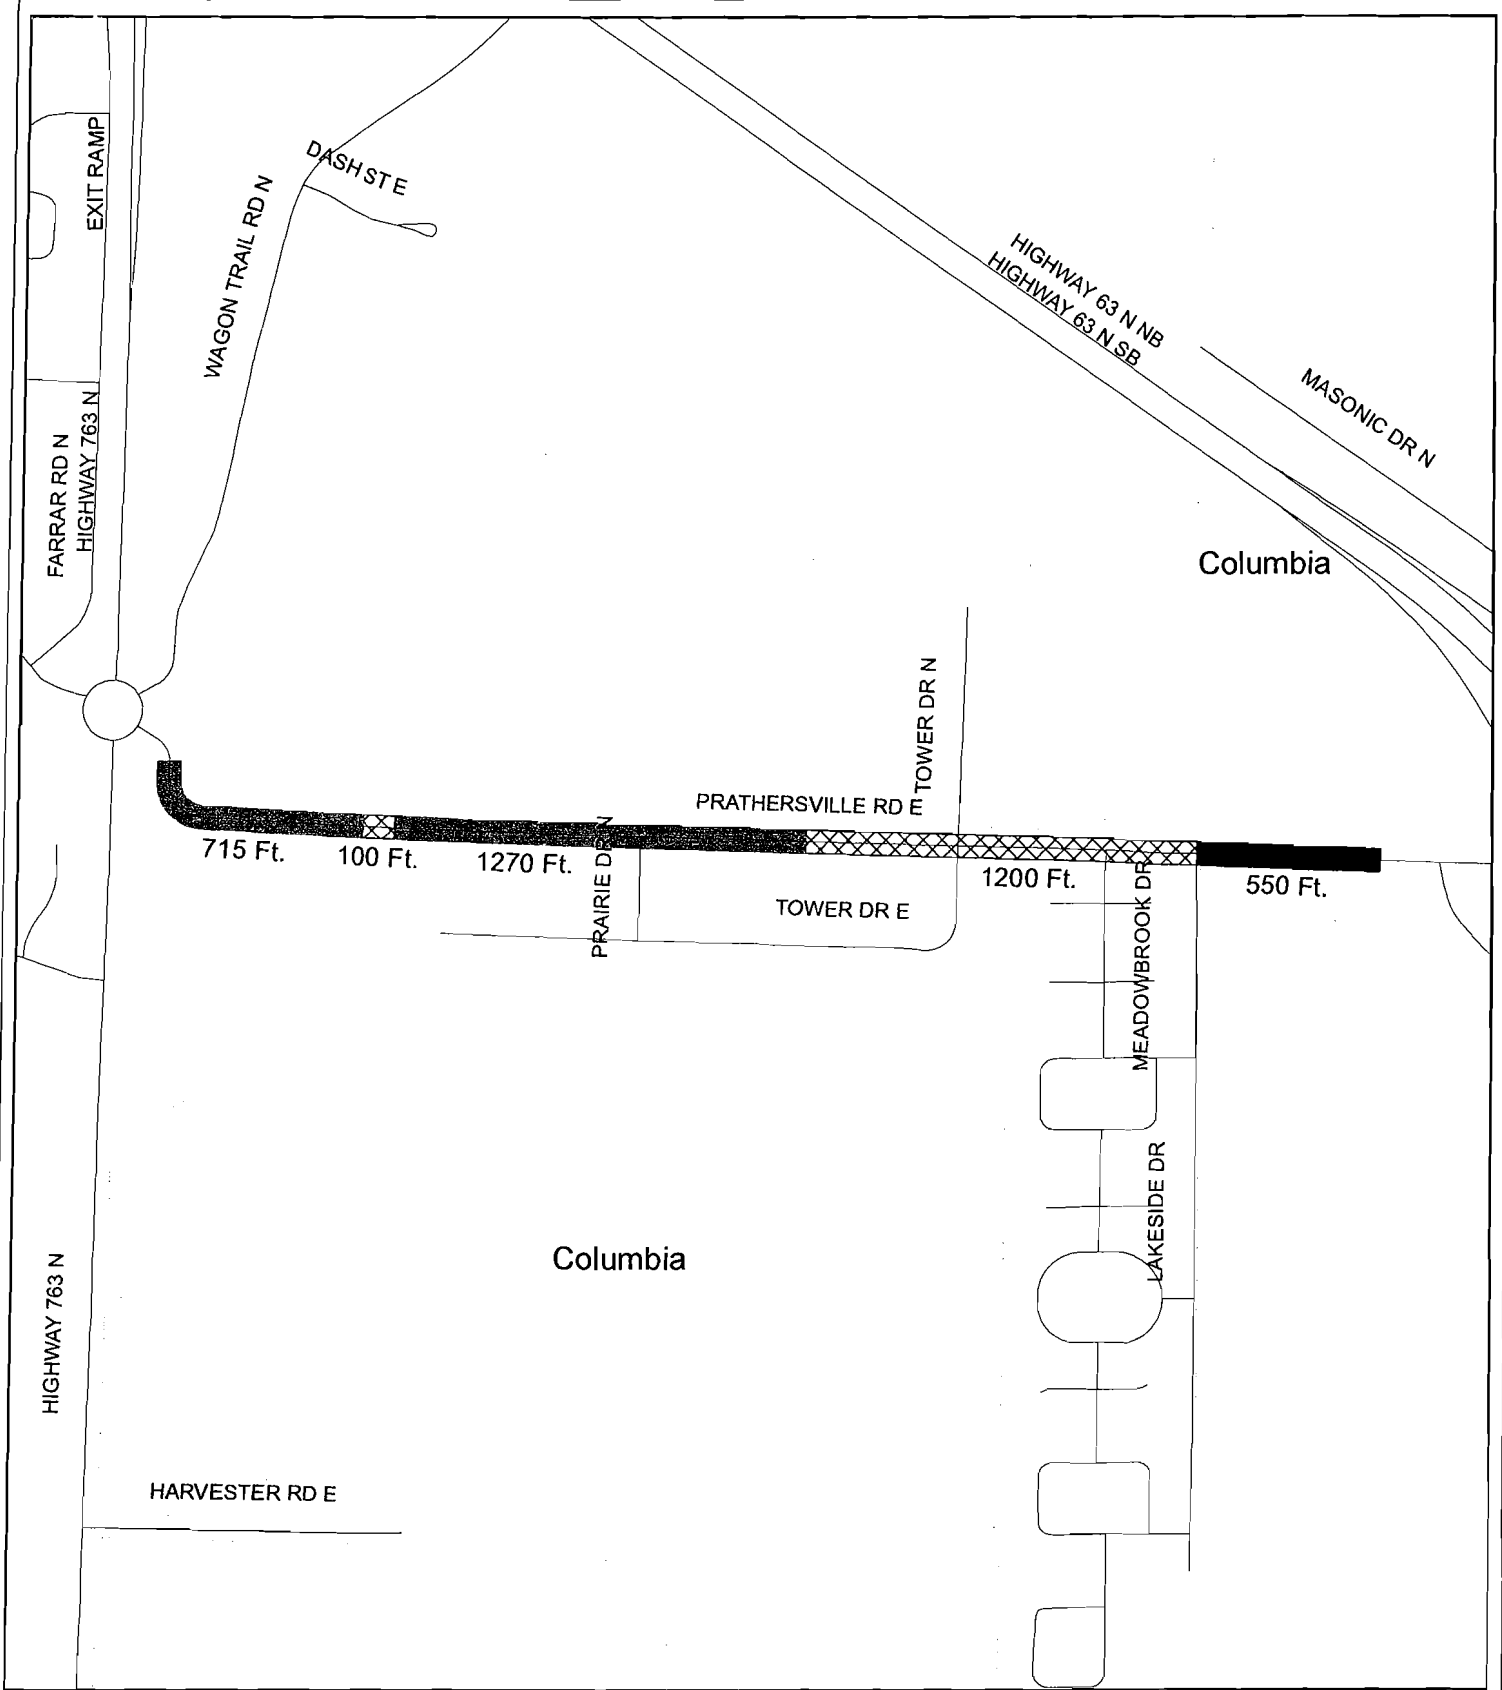 EXIT RAMP
DASH ST E
WAGON TRAIL RD N
HIGHWAY 63 N NB
HIGHWAY 63 N SB
MASONIC DR N
FARRAR RD N
HIGHWAY 763 N
Columbia
TOWER DR N
PRATHERSVILLE RD E
715 Ft.
100 Ft.
1270 Ft.
PRAIRIE DR N
1200 Ft.
550 Ft.
TOWER DR E
MEADOWBROOK DR
LAKESIDE DR
Columbia
HIGHWAY 763 N
HARVESTER RD E